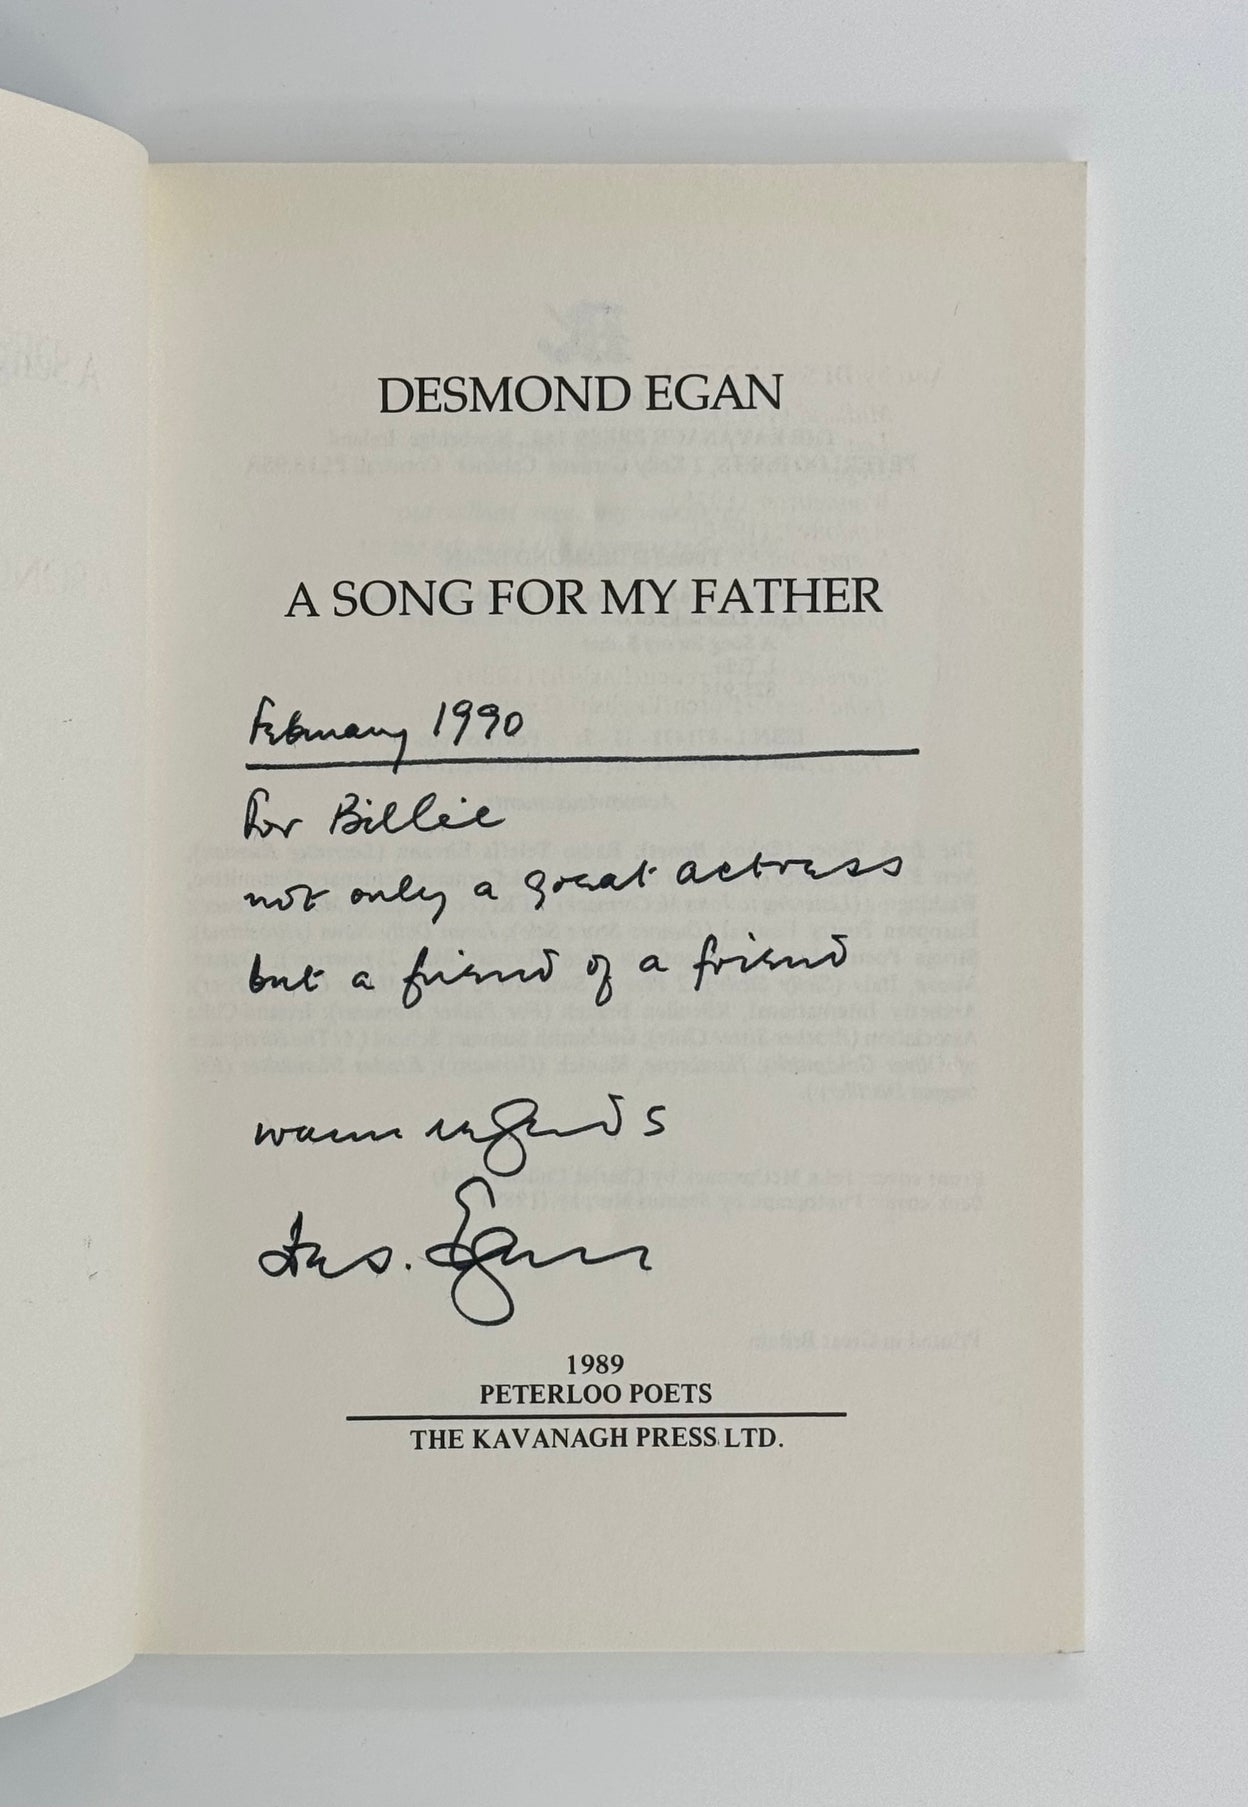 DESMOND EGAN
A SONG FOR MY FATHER
February 1990
for Billie
not only a great actress
but a friend of a friend
warm regards
Des. Egan
1989
PETERLOO POETS
THE KAVANAGH PRESS LTD.